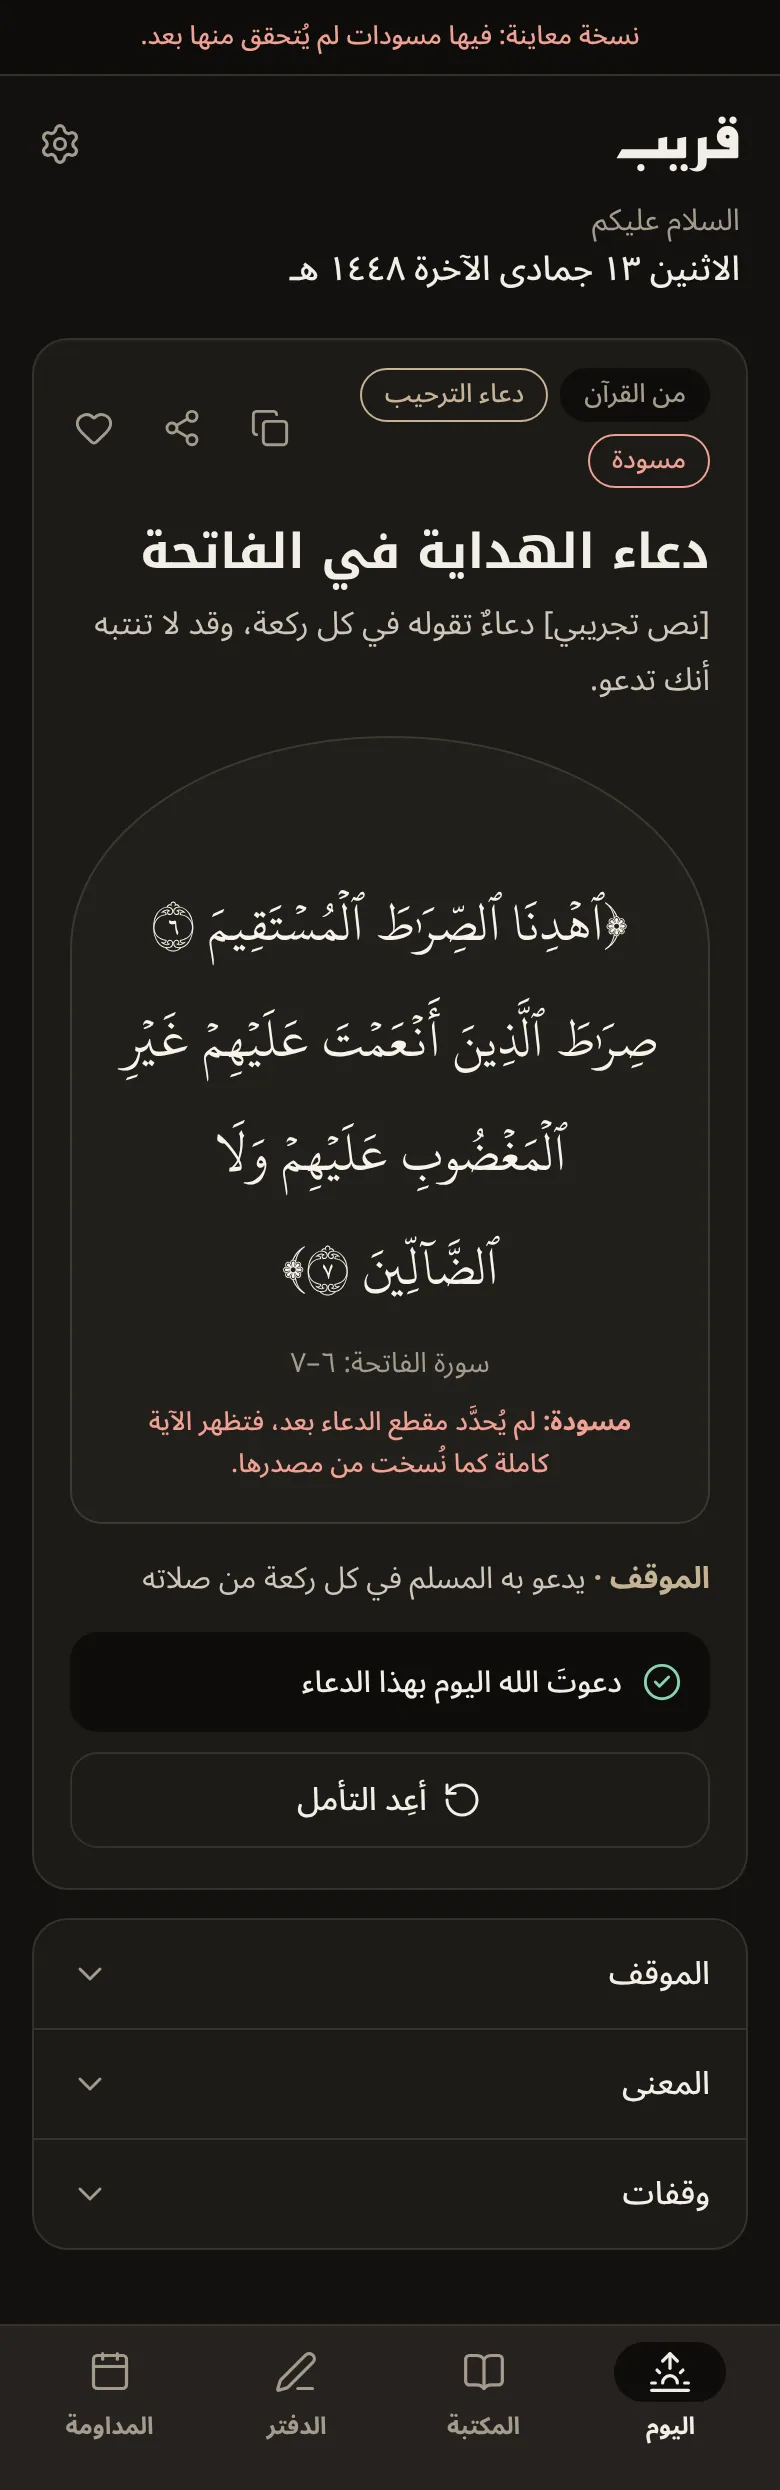 نسخة معاينة: فيها مسودات لم يُتحقق منها بعد.
قريب
السلام عليكم
الاثنين ١٣ جمادى الآخرة ١٤٤٨ هـ
من القرآن
دعاء الترحيب
مسودة
دعاء الهداية في الفاتحة
[نص تجريبي] دعاءٌ تقوله في كل ركعة، وقد لا تنتبه
أنك تدعو.
﴿ٱهۡدِنَا ٱلصِّرَٰطَ ٱلۡمُسۡتَقِيمَ ٦
صِرَٰطَ ٱلَّذِينَ أَنۡعَمۡتَ عَلَيۡهِمۡ غَيۡرِ
ٱلۡمَغۡضُوبِ عَلَيۡهِمۡ وَلَا
ٱلضَّآلِّينَ ٧﴾
سورة الفاتحة: ٦–٧
مسودة: لم يُحدَّد مقطع الدعاء بعد، فتظهر الآية
كاملة كما نُسخت من مصدرها.
الموقف · يدعو به المسلم في كل ركعة من صلاته
دعوتَ الله اليوم بهذا الدعاء
أعِد التأمل
الموقف
المعنى
وقفات
اليوم
المكتبة
الدفتر
المداومة